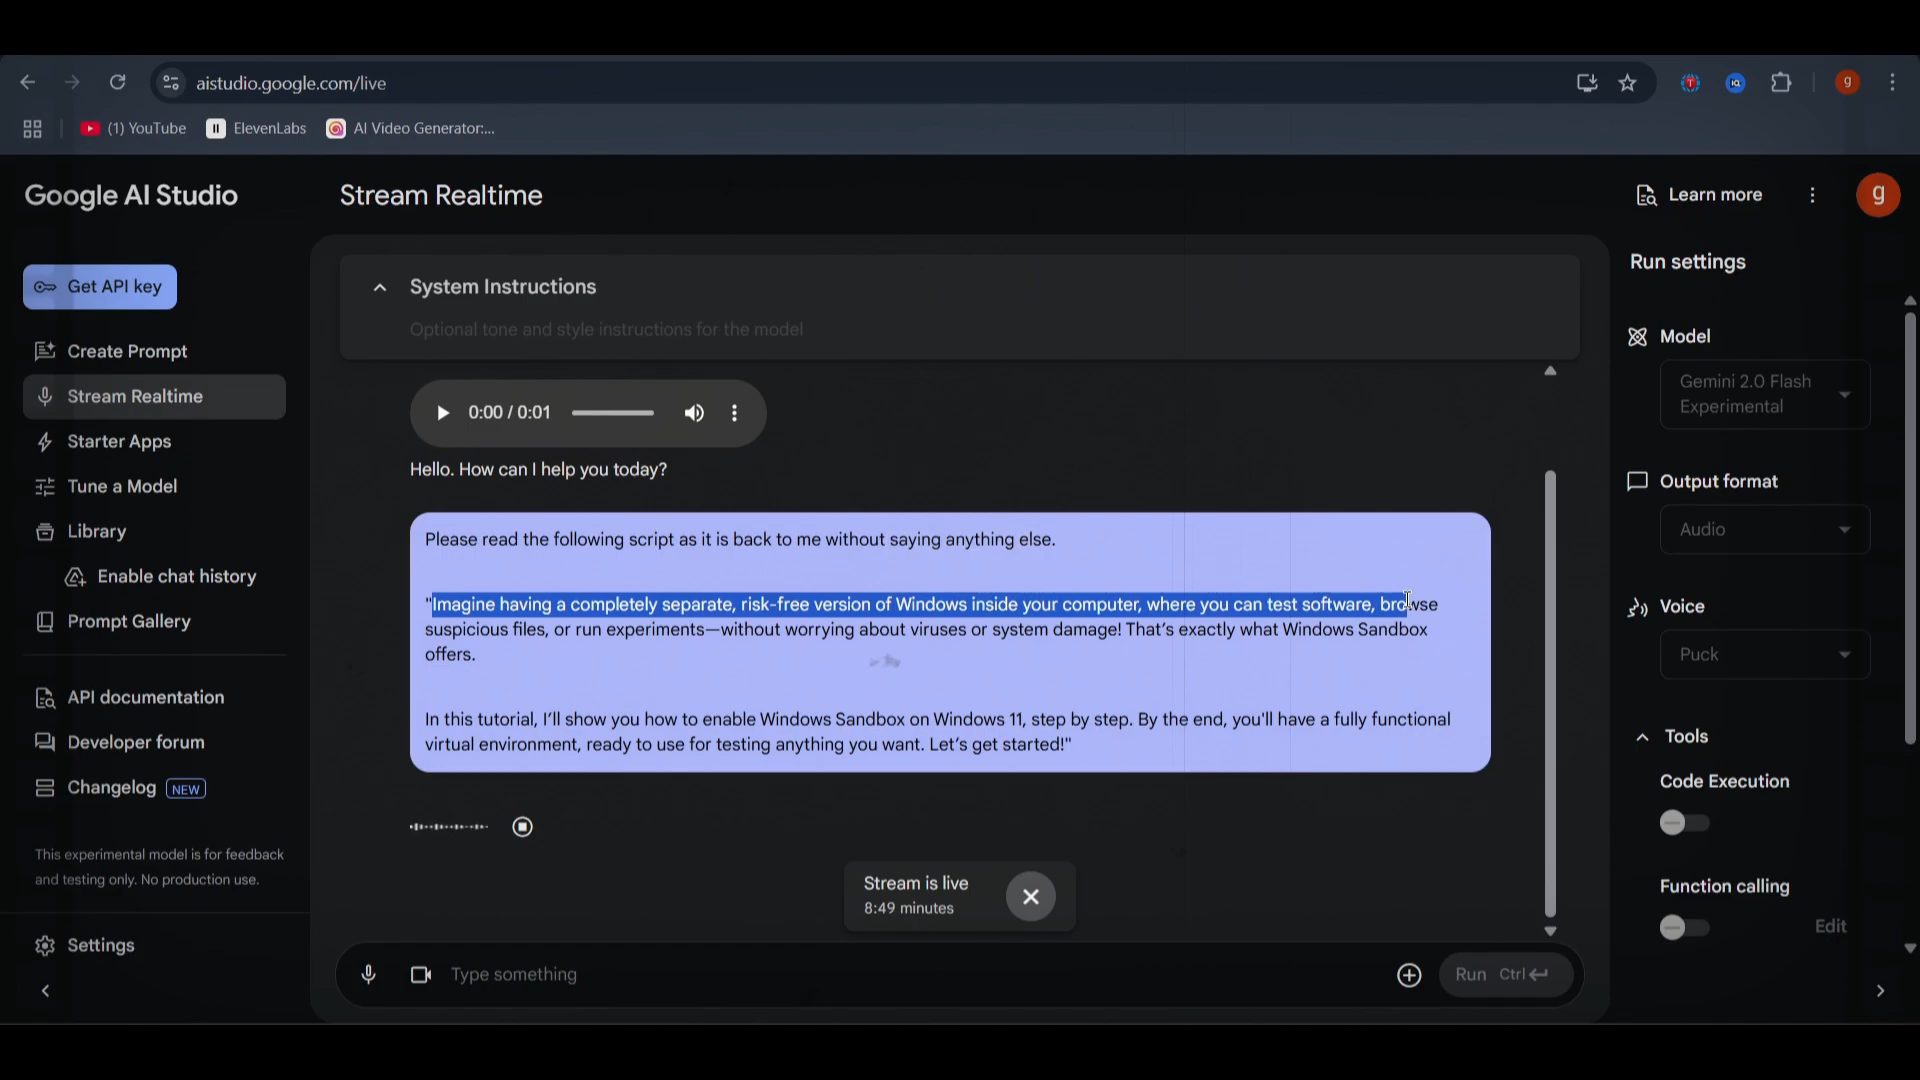 aistudio.google.com/live
g
(1) YouTube
ElevenLabs
AI Video Generator:...
Google AI Studio
Stream Realtime
Learn more
g
Get API key
Create Prompt
Stream Realtime
Starter Apps
Tune a Model
Library
Enable chat history
Prompt Gallery
API documentation
Developer forum
Changelog NEW
This experimental model is for feedback
and testing only. No production use.
Settings
System Instructions
Optional tone and style instructions for the model
0:00 / 0:01
Hello. How can I help you today?
Please read the following script as it is back to me without saying anything else.
"Imagine having a completely separate, risk-free version of Windows inside your computer, where you can test software, browse
suspicious files, or run experiments—without worrying about viruses or system damage! That’s exactly what Windows Sandbox
offers.
In this tutorial, I’ll show you how to enable Windows Sandbox on Windows 11, step by step. By the end, you'll have a fully functional
virtual environment, ready to use for testing anything you want. Let’s get started!"
Stream is live
8:49 minutes
Type something
Run Ctrl
Run settings
Model
Gemini 2.0 Flash
Experimental
Output format
Audio
Voice
Puck
Tools
Code Execution
Function calling
Edit